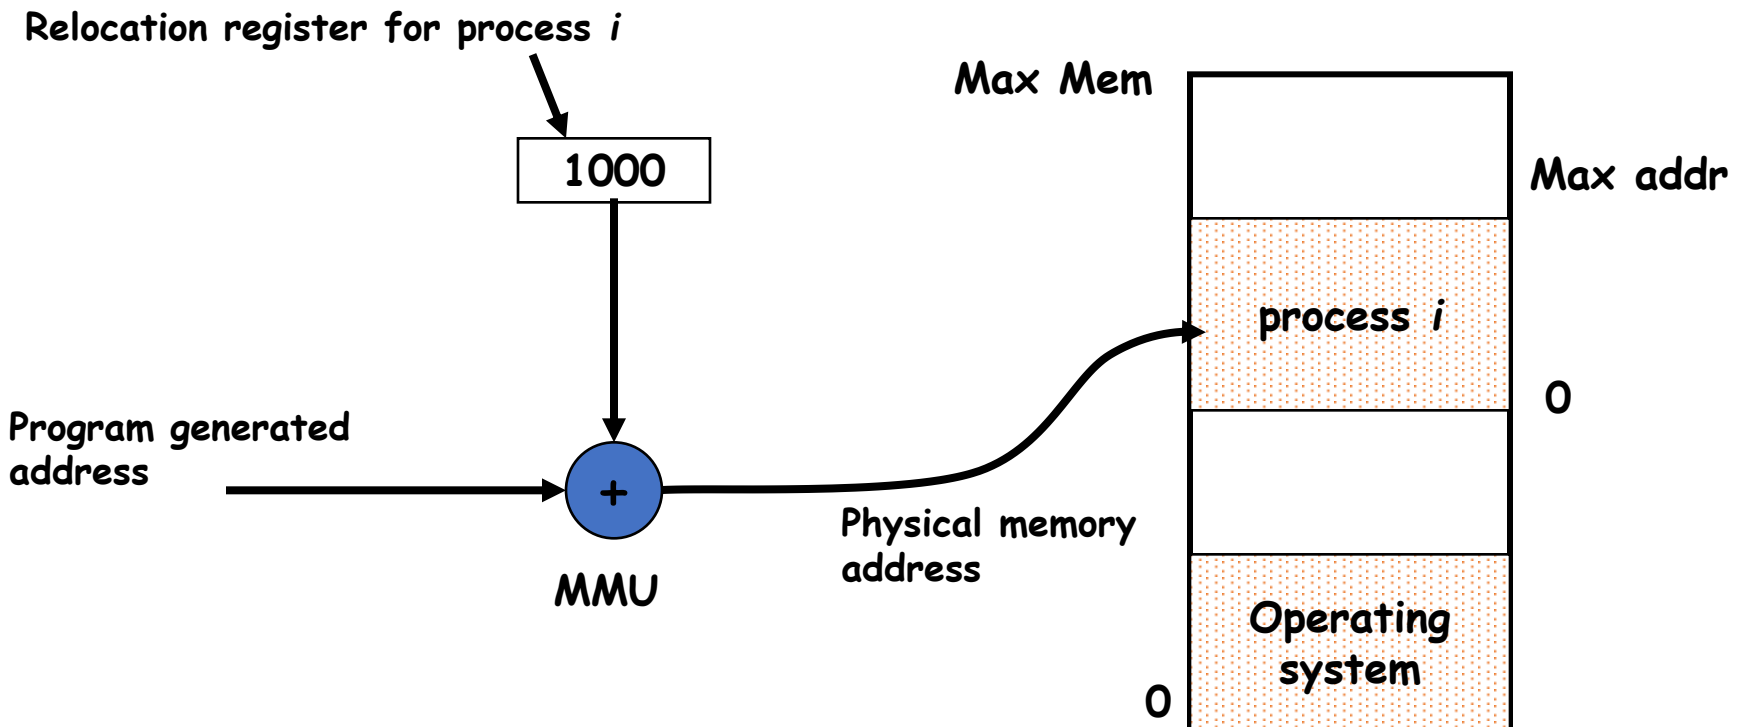 Relocation register for process i
1000
Max Mem
Max addr
process i
0
Program generated
address
+
MMU
Physical memory
address
Operating
system
0